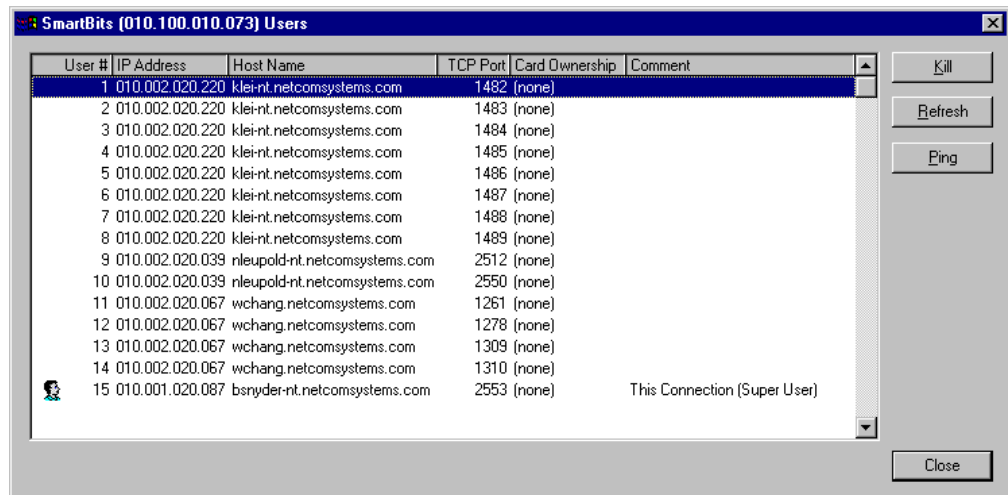 SmartBits (010.100.010.073) Users
User # IP Address Host Name TCP Port Card Ownership Comment
1 010.002.020.220 klei-nt.netcomsystems.com 1482 (none)
2 010.002.020.220 klei-nt.netcomsystems.com 1483 (none)
3 010.002.020.220 klei-nt.netcomsystems.com 1484 (none)
4 010.002.020.220 klei-nt.netcomsystems.com 1485 (none)
5 010.002.020.220 klei-nt.netcomsystems.com 1486 (none)
6 010.002.020.220 klei-nt.netcomsystems.com 1487 (none)
7 010.002.020.220 klei-nt.netcomsystems.com 1488 (none)
8 010.002.020.220 klei-nt.netcomsystems.com 1489 (none)
9 010.002.020.039 nleupold-nt.netcomsystems.com 2512 (none)
10 010.002.020.039 nleupold-nt.netcomsystems.com 2550 (none)
11 010.002.020.067 wchang.netcomsystems.com 1261 (none)
12 010.002.020.067 wchang.netcomsystems.com 1278 (none)
13 010.002.020.067 wchang.netcomsystems.com 1309 (none)
14 010.002.020.067 wchang.netcomsystems.com 1310 (none)
15 010.001.020.087 bsnyder-nt.netcomsystems.com 2553 (none) This Connection (Super User)
Kill
Refresh
Ping
Close